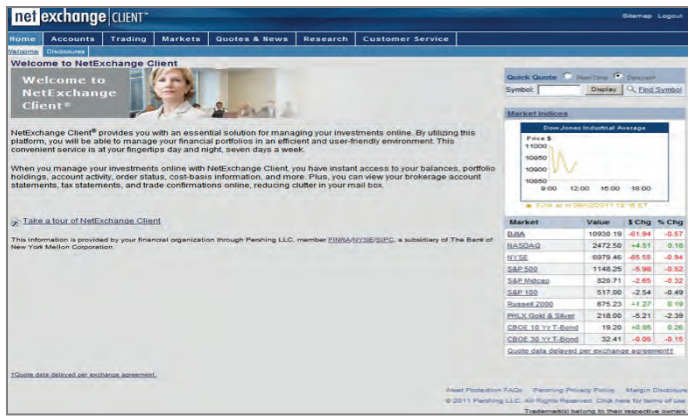 net exchange CLIENT™
Sitemap Logout
Home Accounts Trading Markets Quotes & News Research Customer Service
Welcome Disclosures
Welcome to NetExchange Client
Welcome to
NetExchange
Client®
NetExchange Client® provides you with an essential solution for managing your investments online. By utilizing this
platform, you will be able to manage your financial portfolios in an efficient and user-friendly environment. This
convenient service is at your fingertips day and night, seven days a week.
When you manage your investments online with NetExchange Client, you have instant access to your balances, portfolio
holdings, account activity, order status, cost-basis information, and more. Plus, you can view your brokerage account
statements, tax statements, and trade confirmations online, reducing clutter in your mail box.
Take a tour of NetExchange Client
This information is provided by your financial organization through Pershing LLC, member FINRA/NYSE/SIPC, a subsidiary of The Bank of
New York Mellon Corporation.
†Quote data delayed per exchange agreement.
Quick Quote Real-Time Delayed†
Symbol: Display Find Symbol
Market Indices
Dow Jones Industrial Average
Price $
11000
10950
10900
10850
9:00 12:00 15:00 18:00
Market Value $ Chg % Chg
DJIA 10930.19 -61.94 -0.57
NASDAQ 2472.50 +4.51 0.18
NYSE 6979.46 -65.55 -0.94
S&P 500 1148.25 -5.98 -0.52
S&P Midcap 820.71 -2.65 -0.32
S&P 100 517.00 -2.54 -0.49
Russell 2000 675.23 +1.27 0.19
PHLX Gold & Silver 218.00 -5.21 -2.39
CBOE 10 Yr T-Bond 19.20 +0.05 0.26
CBOE 30 Yr T-Bond 32.41 -0.05 -0.15
Quote data delayed per exchange agreement†
Asset Protection FAQs Pershing Privacy Policy Margin Disclosure
© 2011 Pershing LLC. All Rights Reserved. Click here for terms of use
Trademark(s) belong to their respective owners